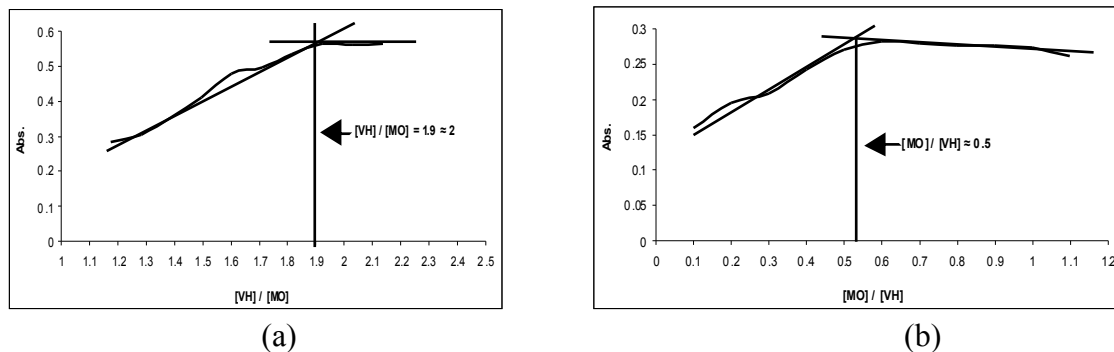 0.6
0.5
0.4
0.3
0.2
0.1
0
Abs.
[VH] / [MO] = 1.9 ≈ 2
1 1.1 1.2 1.3 1.4 1.5 1.6 1.7 1.8 1.9 2 2.1 2.2 2.3 2.4 2.5
[VH] / [MO]
(a)
0.3
0.25
0.2
0.15
0.1
0.05
0
Abs.
[MO] / [VH] ≈ 0.5
0 0.1 0.2 0.3 0.4 0.5 0.6 0.7 0.8 0.9 1 1.1 1.2
[MO] / [VH]
(b)